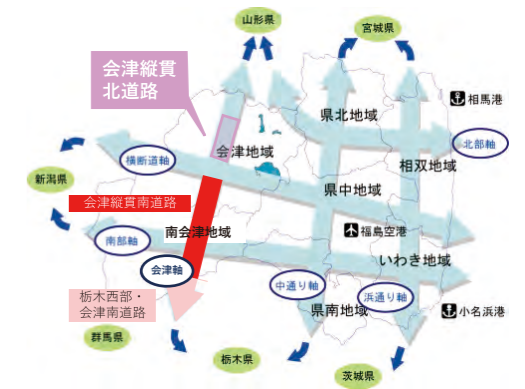 山形県
宮城県
会津縦貫
北道路
相馬港
県北地域
北部軸
会津地域
横断道軸
相双地域
新潟県
県中地域
会津縦貫南道路
南会津地域
福島空港
南部軸
いわき地域
会津軸
中通り軸
浜通り軸
栃木西部・
会津南道路
県南地域
小名浜港
群馬県
栃木県
茨城県